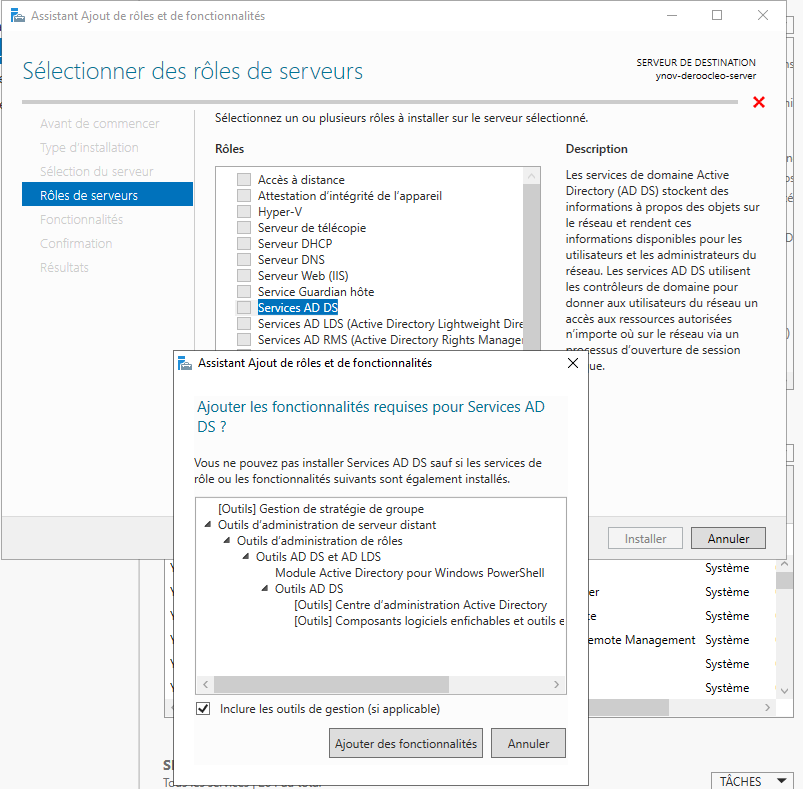 Assistant Ajout de rôles et de fonctionnalités
Sélectionner des rôles de serveurs
SERVEUR DE DESTINATION
ynov-deroocleo-server
Avant de commencer
Type d'installation
Sélection du serveur
Rôles de serveurs
Fonctionnalités
Confirmation
Résultats
Sélectionnez un ou plusieurs rôles à installer sur le serveur sélectionné.
Rôles
Accès à distance
Attestation d'intégrité de l'appareil
Hyper-V
Serveur de télécopie
Serveur DHCP
Serveur DNS
Serveur Web (IIS)
Service Guardian hôte
Services AD DS
Services AD LDS (Active Directory Lightweight Dire
Services AD RMS (Active Directory Rights Manager
Description
Les services de domaine Active
Directory (AD DS) stockent des
informations à propos des objets sur
le réseau et rendent ces
informations disponibles pour les
utilisateurs et les administrateurs du
réseau. Les services AD DS utilisent
les contrôleurs de domaine pour
donner aux utilisateurs du réseau un
accès aux ressources autorisées
n'importe où sur le réseau via un
processus d'ouverture de session
Installer
Annuler
Assistant Ajout de rôles et de fonctionnalités
Ajouter les fonctionnalités requises pour Services AD
DS ?
Vous ne pouvez pas installer Services AD DS sauf si les services de
rôle ou les fonctionnalités suivants sont également installés.
[Outils] Gestion de stratégie de groupe
Outils d'administration de serveur distant
Outils d'administration de rôles
Outils AD DS et AD LDS
Module Active Directory pour Windows PowerShell
Outils AD DS
[Outils] Centre d'administration Active Directory
[Outils] Composants logiciels enfichables et outils e
Inclure les outils de gestion (si applicable)
Ajouter des fonctionnalités
Annuler
Système
Système
Système
emote Management Système
Système
Système
TÂCHES